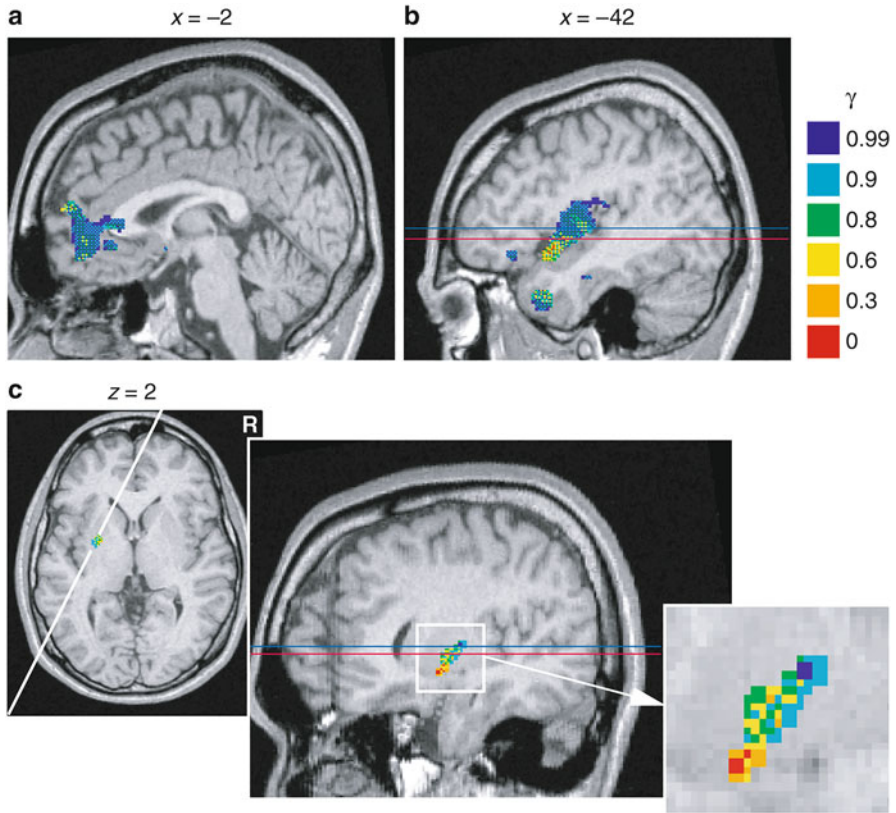 a
x = –2
b
x = –42
γ
0.99
0.9
0.8
0.6
0.3
0
c
z = 2
R